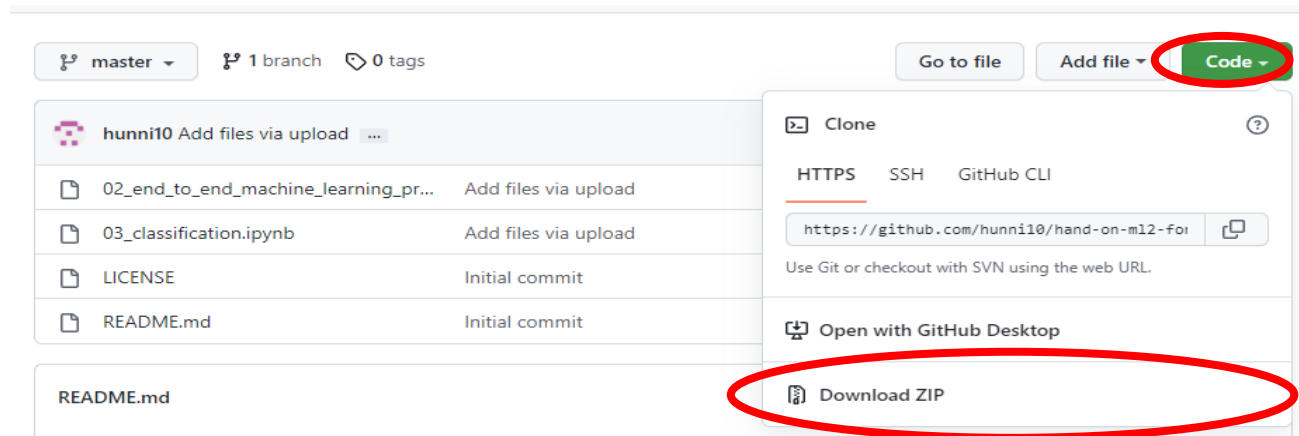 master 1 branch 0 tags Go to file Add file Code
hunni10 Add files via upload ...
02_end_to_end_machine_learning_pr... Add files via upload
03_classification.ipynb Add files via upload
LICENSE Initial commit
README.md Initial commit
README.md
Clone
HTTPS SSH GitHub CLI
https://github.com/hunni10/hand-on-ml2-for
Use Git or checkout with SVN using the web URL.
Open with GitHub Desktop
Download ZIP